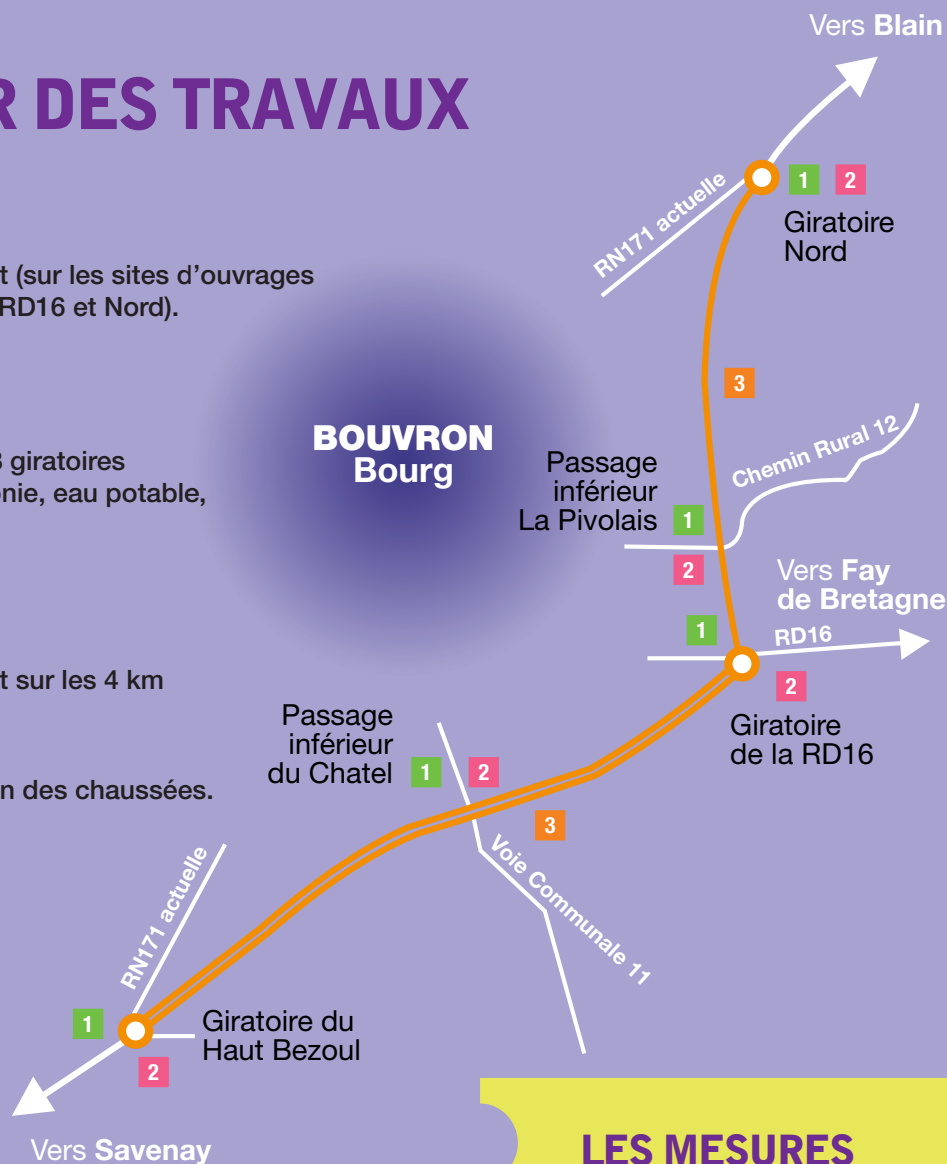 R DES TRAVAUX
t (sur les sites d’ouvrages
RD16 et Nord).
3 giratoires
nie, eau potable,
t sur les 4 km
n des chaussées.
Vers Blain
RN171 actuelle
1 2
Giratoire
Nord
3
BOUVRON
Bourg
Chemin Rural 12
Passage
inférieur
La Pivolais
1
2
Vers Fay
de Bretagne
RD16
1
2
Giratoire
de la RD16
Passage
inférieur
du Chatel
1 2
3
Voie Communale 11
RN171 actuelle
1
2
Giratoire du
Haut Bezoul
Vers Savenay
LES MESURES